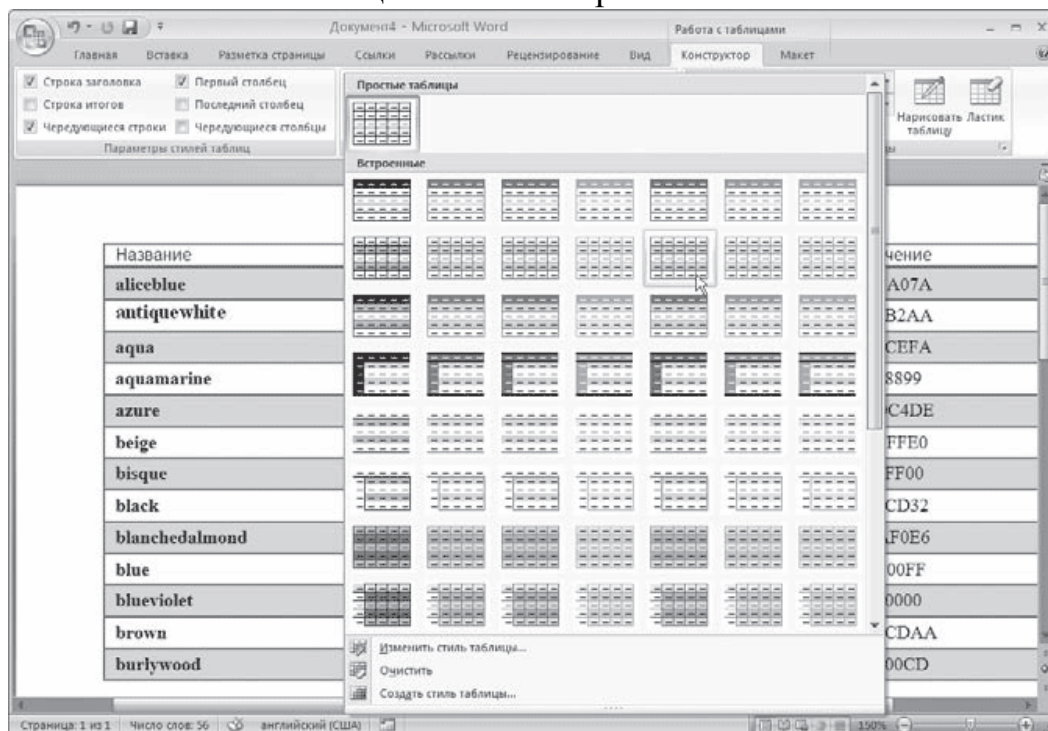 Документ4 - Microsoft Word
Работа с таблицами
Главная Вставка Разметка страницы Ссылки Рассылки Рецензирование Вид Конструктор Макет
Строка заголовка Первый столбец
Строка итогов Последний столбец
Чередующиеся строки Чередующиеся столбцы
Параметры стилей таблиц
Простые таблицы
Встроенные
Нарисовать таблицу
Ластик
Название
чение
aliceblue
A07A
antiquewhite
B2AA
aqua
CEFA
aquamarine
8899
azure
C4DE
beige
FFE0
bisque
FF00
black
CD32
blanchedalmond
F0E6
blue
00FF
blueviolet
0000
brown
CDAA
burlywood
00CD
Изменить стиль таблицы...
Очистить
Создать стиль таблицы...
Страница: 1 из 1 Число слов: 56 английский (США) 150%